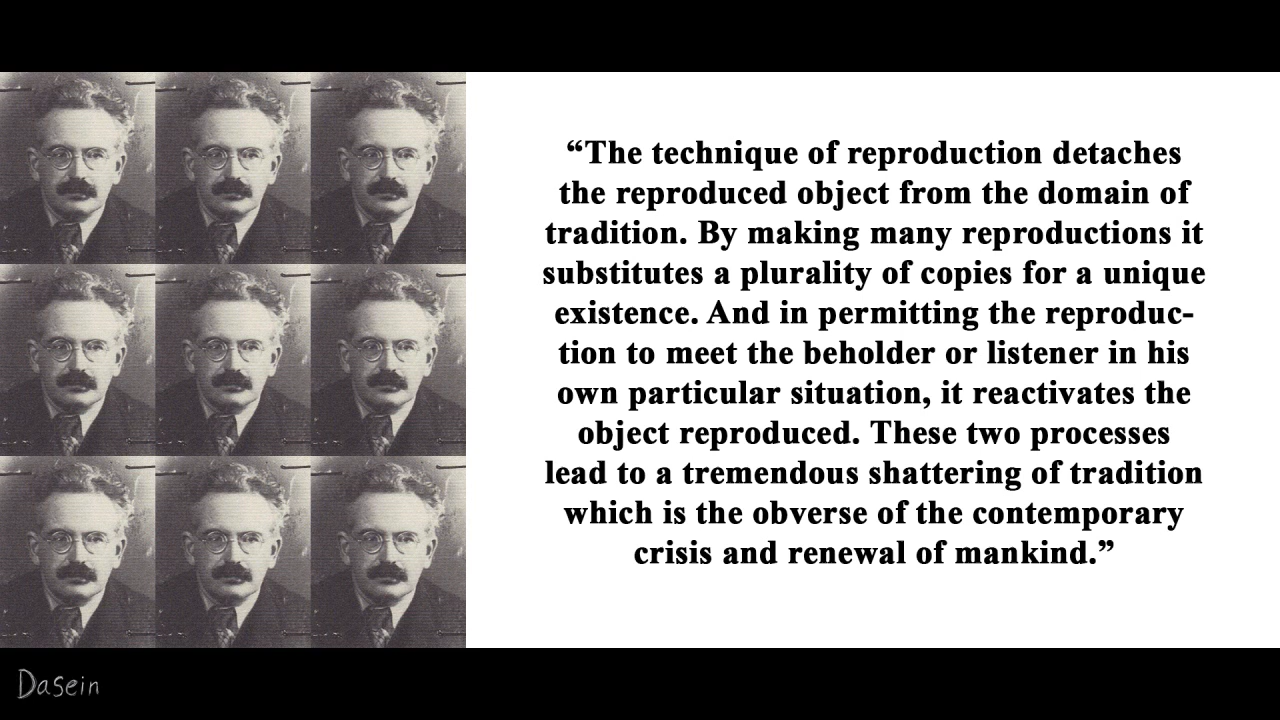 “The technique of reproduction detaches
the reproduced object from the domain of
tradition. By making many reproductions it
substitutes a plurality of copies for a unique
existence. And in permitting the reproduc-
tion to meet the beholder or listener in his
own particular situation, it reactivates the
object reproduced. These two processes
lead to a tremendous shattering of tradition
which is the obverse of the contemporary
crisis and renewal of mankind.”
Dasein